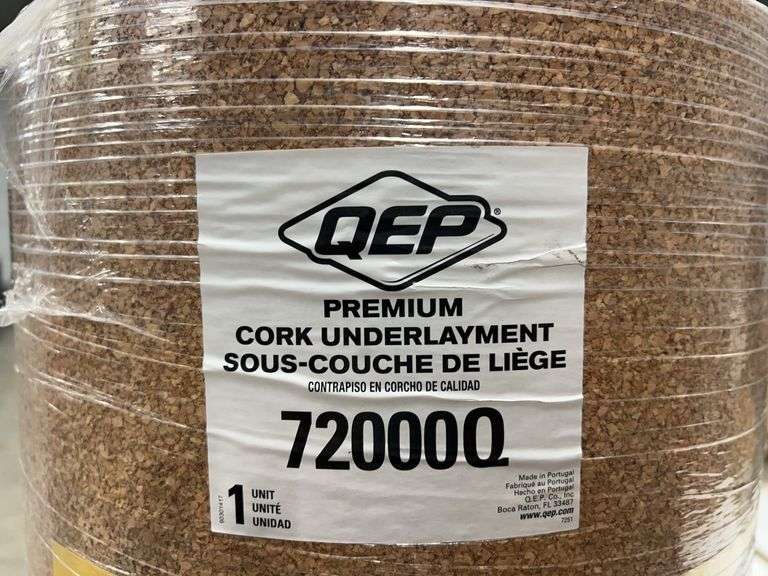 QEP®
PREMIUM
CORK UNDERLAYMENT
SOUS-COUCHE DE LIÈGE
CONTRAPISO EN CORCHO DE CALIDAD
72000Q
1 UNIT
UNITÉ
UNIDAD
Made in Portugal
Fabriqué au Portugal
Hecho en Portugal
Q.E.P. Co., Inc
Boca Raton, FL 33487
www.qep.com
7251